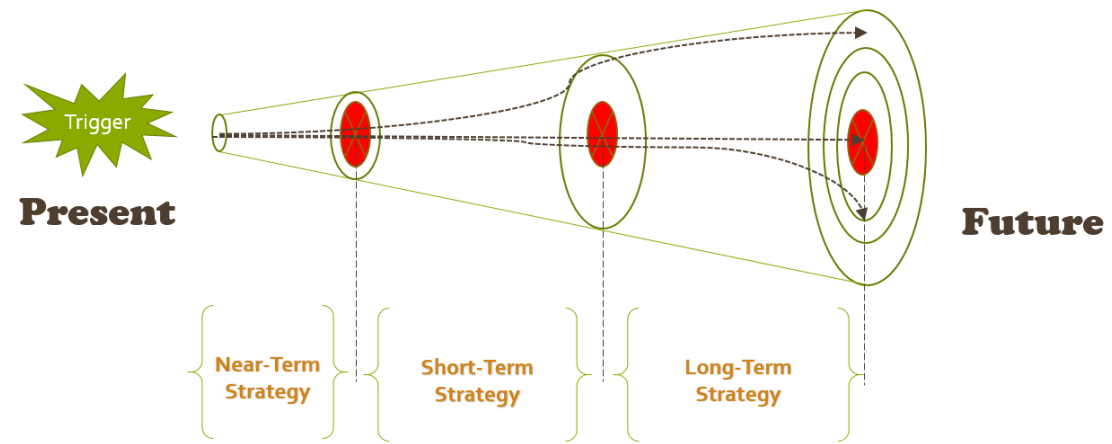 Trigger
Present
Future
Near-Term
Strategy
Short-Term
Strategy
Long-Term
Strategy